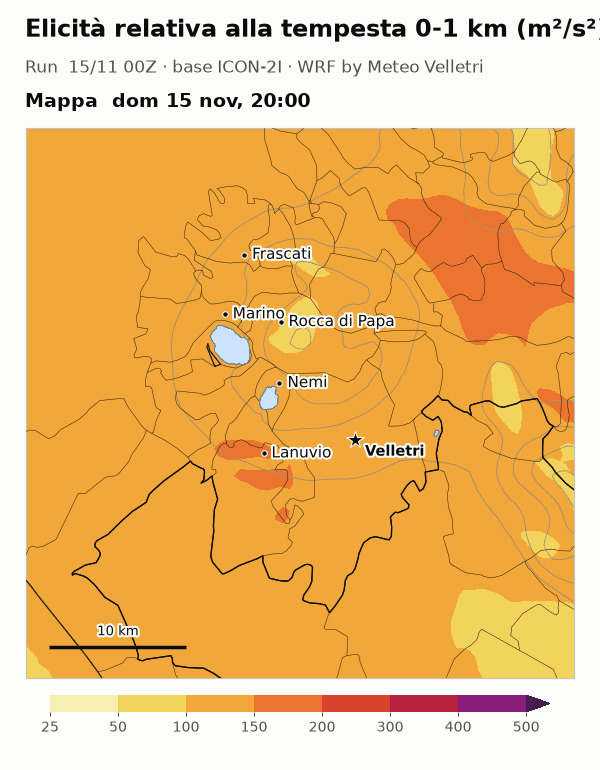 Elicità relativa alla tempesta 0-1 km (m²/s²)
Run 15/11 00Z · base ICON-2I · WRF by Meteo Velletri
Mappa dom 15 nov, 20:00
Frascati
Marino
Rocca di Papa
Nemi
Velletri
Lanuvio
10 km
25 50 100 150 200 300 400 500